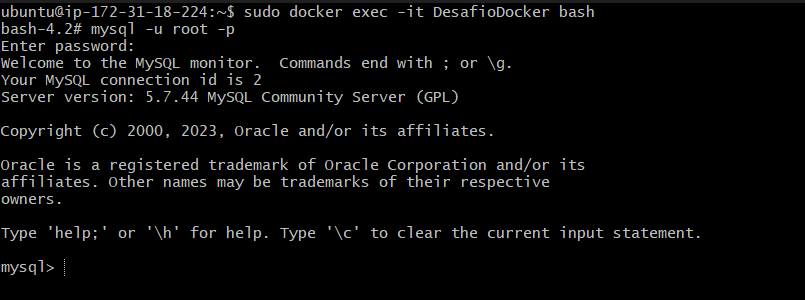 ubuntu@ip-172-31-18-224:~$ sudo docker exec -it DesafioDocker bash
bash-4.2# mysql -u root -p
Enter password:
Welcome to the MySQL monitor.  Commands end with ; or \g.
Your MySQL connection id is 2
Server version: 5.7.44 MySQL Community Server (GPL)

Copyright (c) 2000, 2023, Oracle and/or its affiliates.

Oracle is a registered trademark of Oracle Corporation and/or its
affiliates. Other names may be trademarks of their respective
owners.

Type 'help;' or '\h' for help. Type '\c' to clear the current input statement.

mysql>